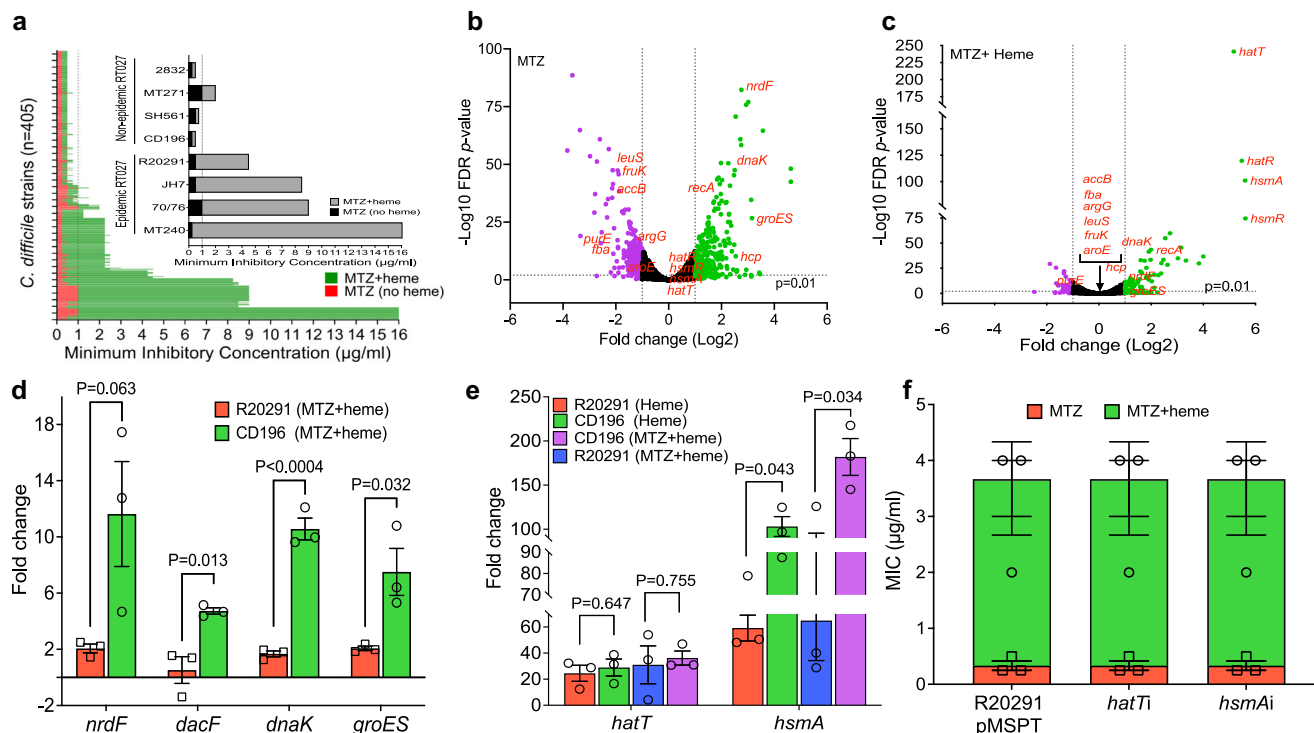 a
C. difficile strains (n=405)
Non-epidemic RT027
2832
MT271
SH561
CD196
Epidemic RT027
R20291
JH7
70/76
MT240
MTZ+heme
MTZ (no heme)
0 1 2 3 4 5 6 7 8 9 10 11 12 13 14 15 16
Minimum Inhibitory Concentration (µg/ml)
MTZ+heme
MTZ (no heme)
0 1 2 3 4 5 6 7 8 9 10 11 12 13 14 15 16
Minimum Inhibitory Concentration (µg/ml)
b
MTZ
-Log10 FDR p-value
100
75
50
25
0
nrdF
leuS
fruK
dnaK
accB
recA
groES
purE
argG
fba
aroE
hatR
hcp
hsmR
hsmA
hatT
p=0.01
-6 -4 -2 0 2 4 6
Fold change (Log2)
c
MTZ+ Heme
-Log10 FDR p-value
250
225
200
175
150
125
100
75
50
25
0
hatT
hatR
hsmA
hsmR
accB
fba
argG
leuS
fruK
aroE
dnaK
recA
hcp
purE
nrdF
groES
p=0.01
-6 -4 -2 0 2 4 6
Fold change (Log2)
d
Fold change
18
14
10
6
2
-2
R20291 (MTZ+heme)
CD196 (MTZ+heme)
P=0.063
P=0.013
P<0.0004
P=0.032
nrdF dacF dnaK groES
e
Fold change
250
200
150
100
90
80
70
60
40
20
0
R20291 (Heme)
CD196 (Heme)
CD196 (MTZ+heme)
R20291 (MTZ+heme)
P=0.034
P=0.043
P=0.755
P=0.647
hatT hsmA
f
MTZ MTZ+heme
MIC (µg/ml)
5
4
3
2
1
0
R20291
pMSPT
hatTi
hsmAi